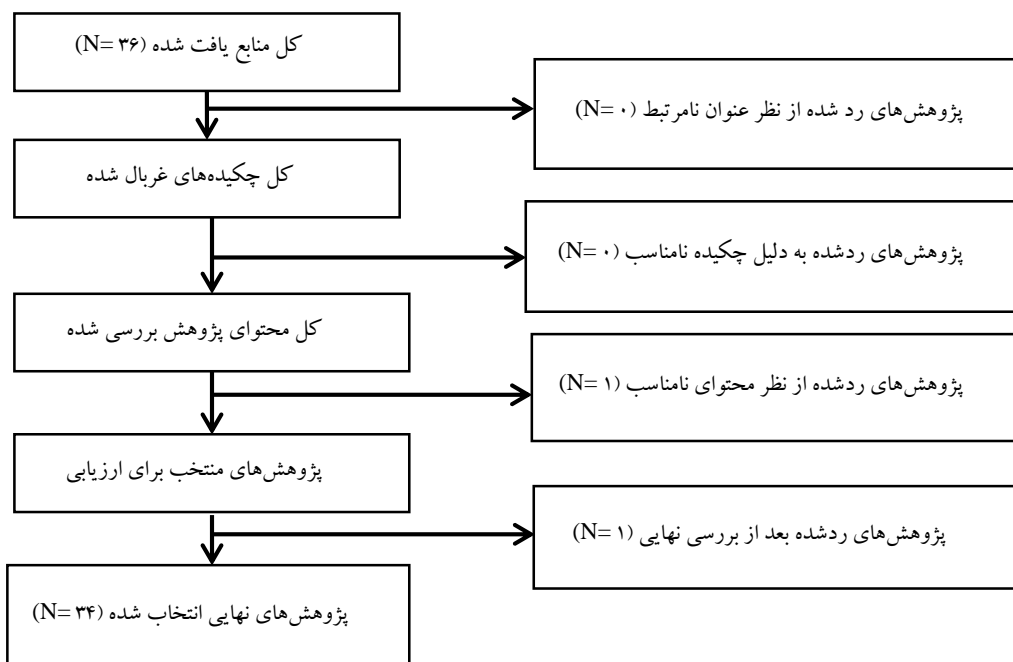 کل منابع یافت شده (N= ۳۶)
پژوهش‌های رد شده از نظر عنوان نامرتبط (N= ۰)
کل چکیده‌های غربال شده
پژوهش‌های ردشده به دلیل چکیده نامناسب (N= ۰)
کل محتوای پژوهش بررسی شده
پژوهش‌های ردشده از نظر محتوای نامناسب (N= ۱)
پژوهش‌های منتخب برای ارزیابی
پژوهش‌های ردشده بعد از بررسی نهایی (N= ۱)
پژوهش‌های نهایی انتخاب شده (N= ۳۴)